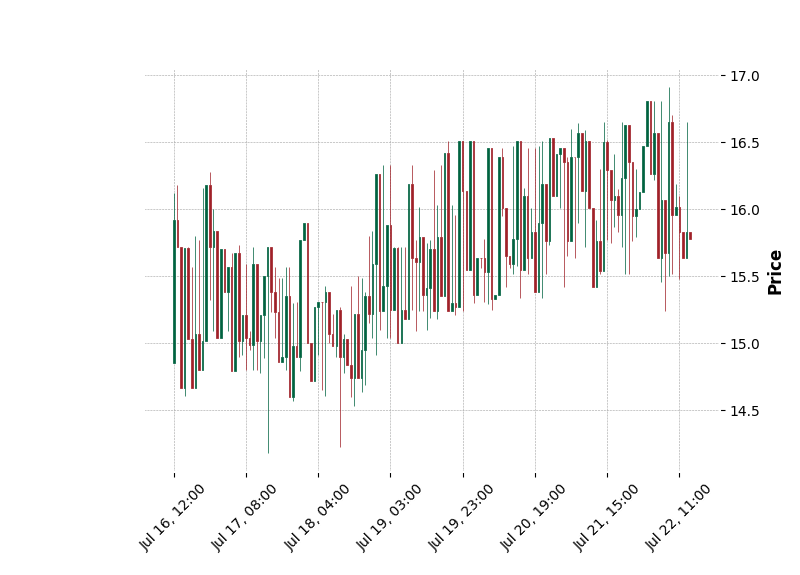 17.0
16.5
16.0
15.5
15.0
14.5
Price
Jul 16, 12:00
Jul 17, 08:00
Jul 18, 04:00
Jul 19, 03:00
Jul 19, 23:00
Jul 20, 19:00
Jul 21, 15:00
Jul 22, 11:00